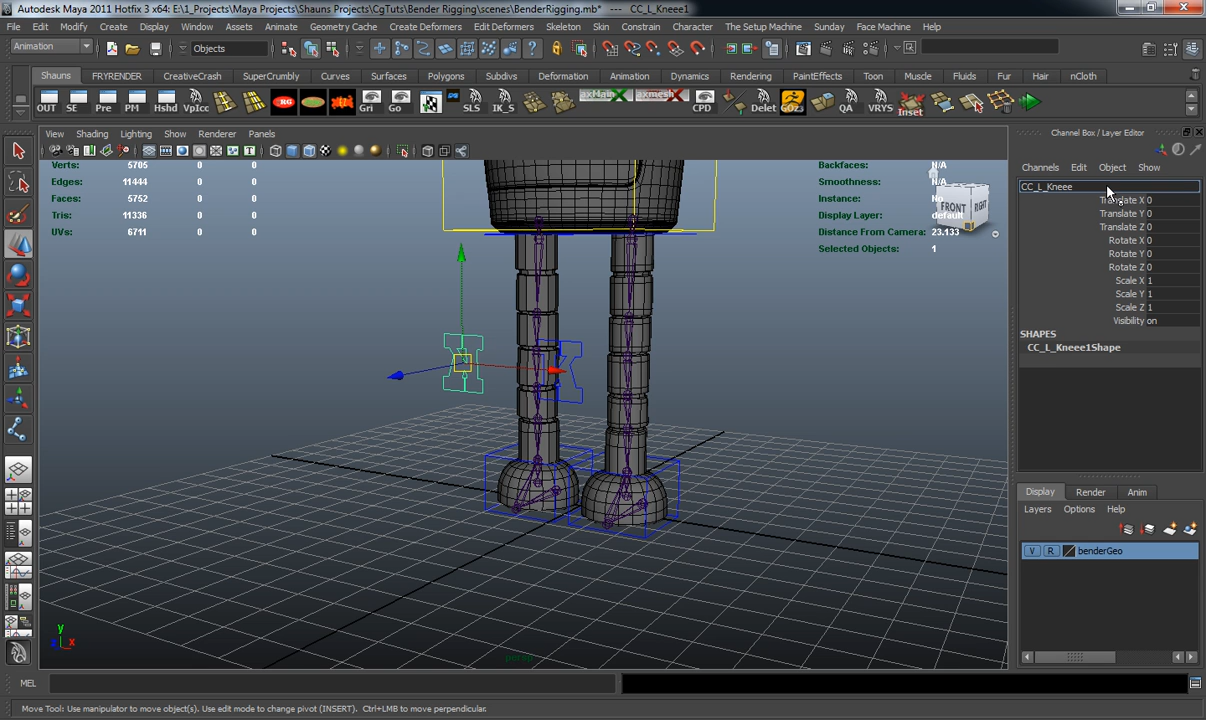 Autodesk Maya 2011 Hotfix 3 x64: E:\1_Projects\Maya Projects\Shauns Projects\CgTuts\Bender Rigging\scenes\BenderRigging.mb* --- CC_L_Kneee1
File Edit Modify Create Display Window Assets Animate Geometry Cache Create Deformers Edit Deformers Skeleton Skin Constrain Character Muscle The Setup Machine Sunday Face Machine Help
Animation Objects
Shauns FRYRENDER CreativeCrash SuperCrumbly Curves Surfaces Polygons Subdivs Deformation Animation Dynamics Rendering PaintEffects Toon Muscle Fluids Fur Hair nCloth
OUT SE Pre PM Hshd VpIcc Gri Go SLS IK_S axMain axmesh CPD Delet GOz3 QA VRYS Inset
Channel Box / Layer Editor
View Shading Lighting Show Renderer Panels
Channels Edit Object Show
Verts: 5705 0 0
Edges: 11444 0 0
Faces: 5752 0 0
Tris: 11336 0 0
UVs: 6711 0 0
Backfaces: N/A
Smoothness: N/A
Instance: No
Display Layer: default
Distance From Camera: 23.133
Selected Objects: 1
FRONT RIGHT
CC_L_Kneee
Translate X 0
Translate Y 0
Translate Z 0
Rotate X 0
Rotate Y 0
Rotate Z 0
Scale X 1
Scale Y 1
Scale Z 1
Visibility on
SHAPES
CC_L_Kneee1Shape
Display Render Anim
Layers Options Help
V R benderGeo
y
x
persp
MEL
Move Tool: Use manipulator to move object(s). Use edit mode to change pivot (INSERT). Ctrl+LMB to move perpendicular.